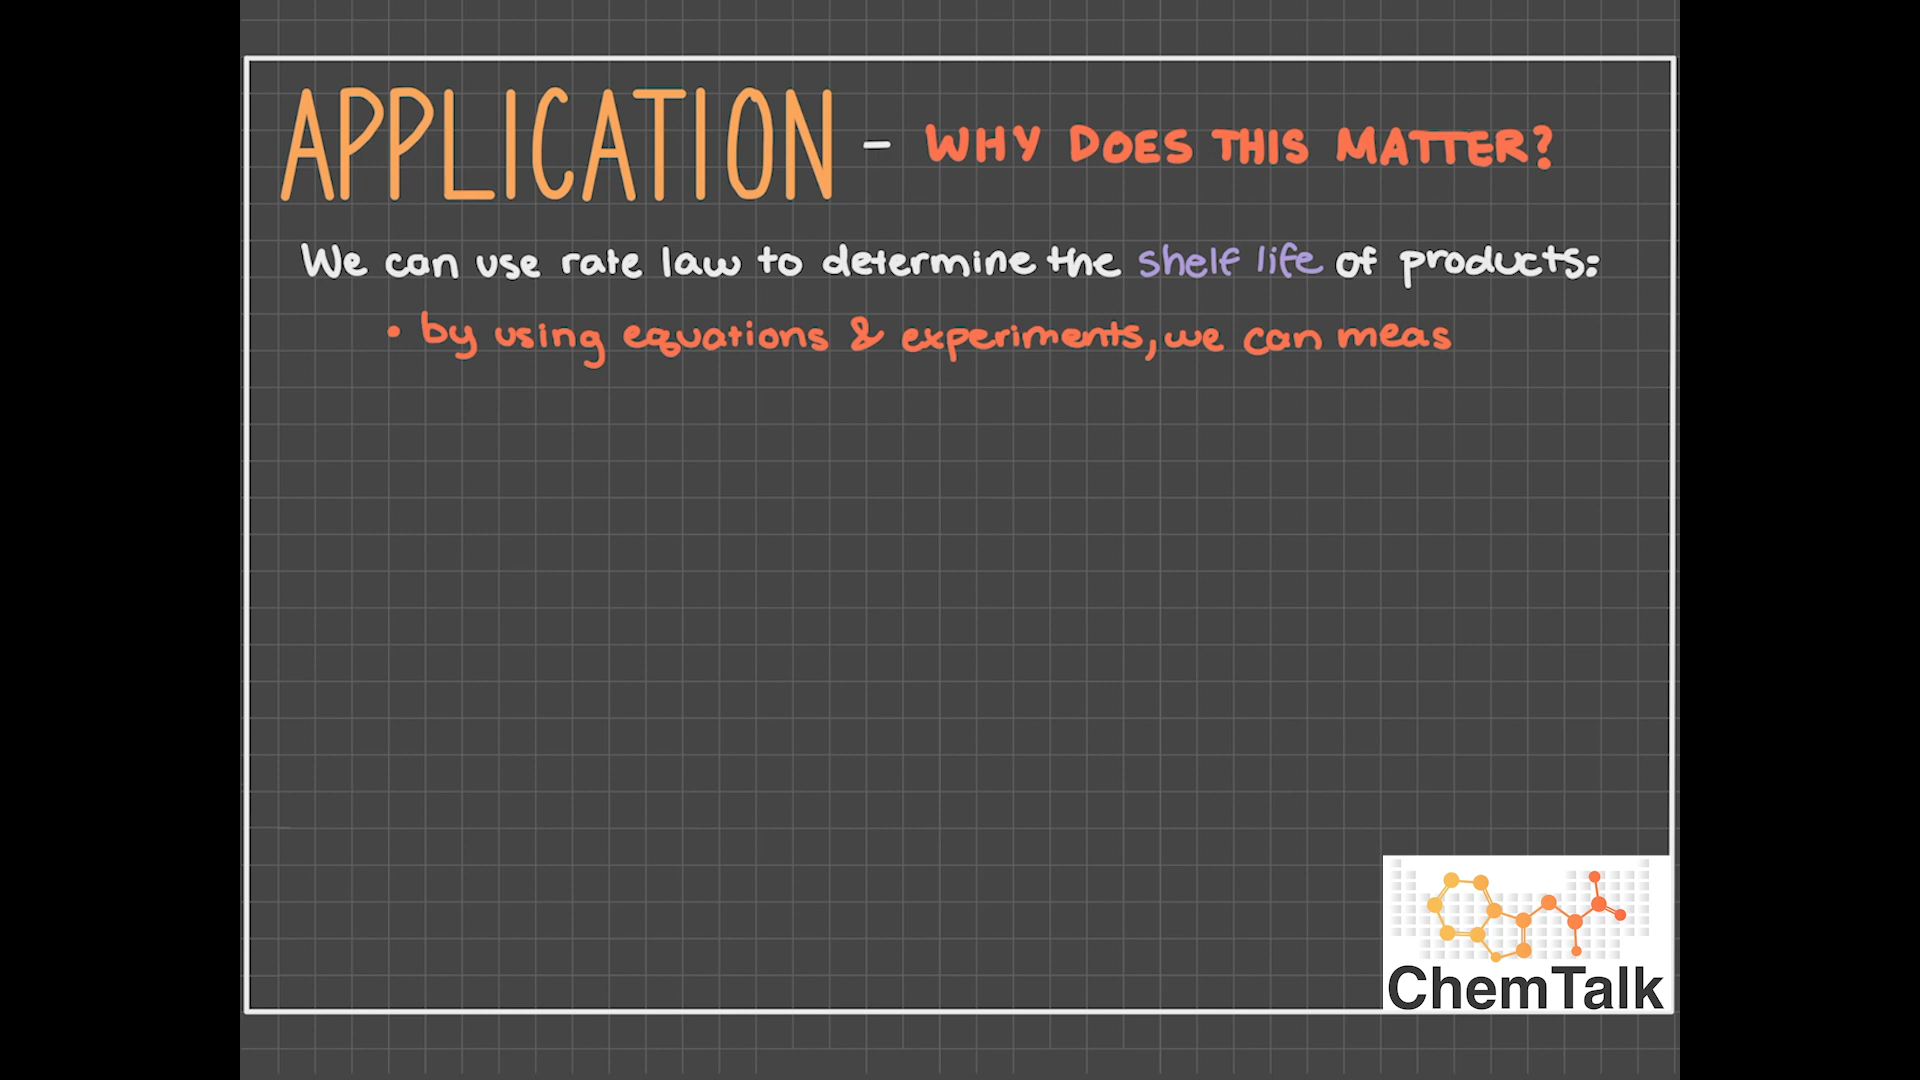 APPLICATION - WHY DOES THIS MATTER?
We can use rate law to determine the shelf life of products:
• by using equations & experiments, we can meas
ChemTalk